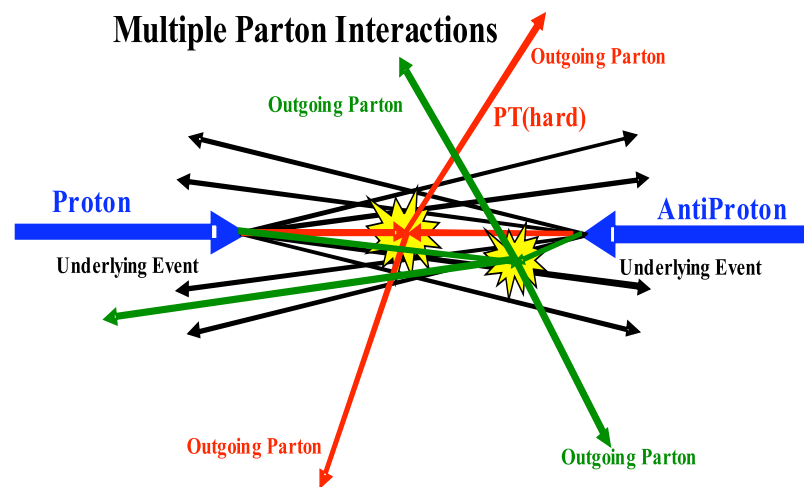 Multiple Parton Interactions
Outgoing Parton
Outgoing Parton
PT(hard)
Proton
AntiProton
Underlying Event
Underlying Event
Outgoing Parton
Outgoing Parton